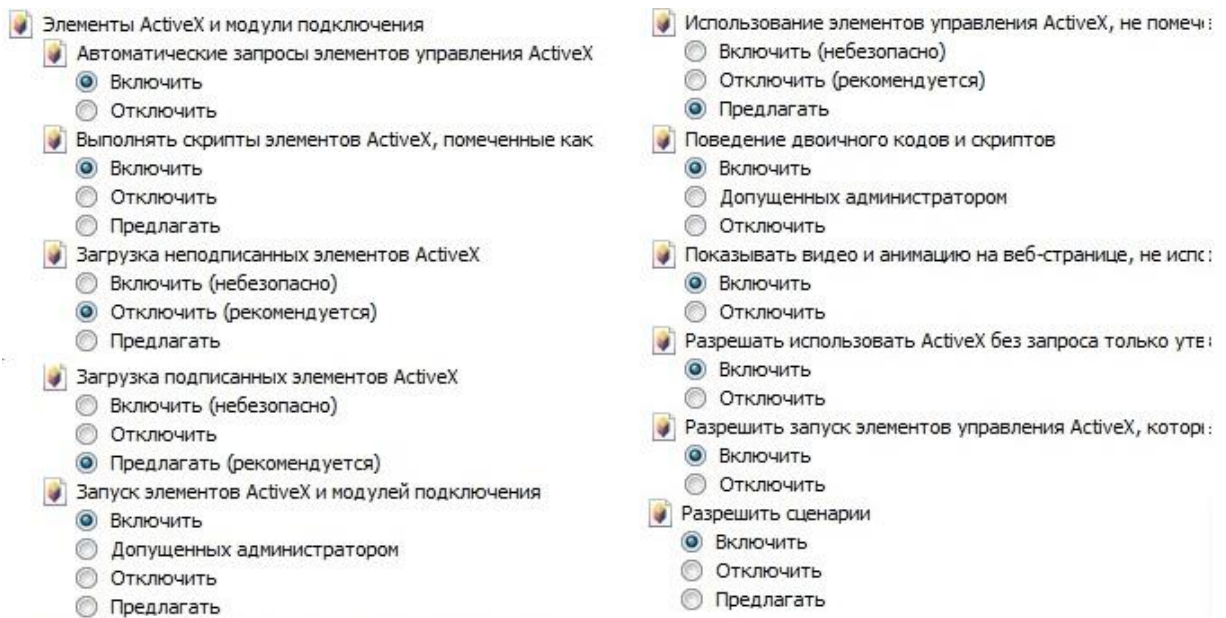 Элементы ActiveX и модули подключения
Автоматические запросы элементов управления ActiveX
Включить
Отключить
Выполнять скрипты элементов ActiveX, помеченные как
Включить
Отключить
Предлагать
Загрузка неподписанных элементов ActiveX
Включить (небезопасно)
Отключить (рекомендуется)
Предлагать
Загрузка подписанных элементов ActiveX
Включить (небезопасно)
Отключить
Предлагать (рекомендуется)
Запуск элементов ActiveX и модулей подключения
Включить
Допущенных администратором
Отключить
Предлагать
Использование элементов управления ActiveX, не
Включить (небезопасно)
Отключить (рекомендуется)
Предлагать
Поведение двоичного кодов и скриптов
Включить
Допущенных администратором
Отключить
Показывать видео и анимацию на веб-странице, не
Включить
Отключить
Разрешать использовать ActiveX без запроса только
Включить
Отключить
Разрешить запуск элементов управления ActiveX,
Включить
Отключить
Разрешить сценарии
Включить
Отключить
Предлагать